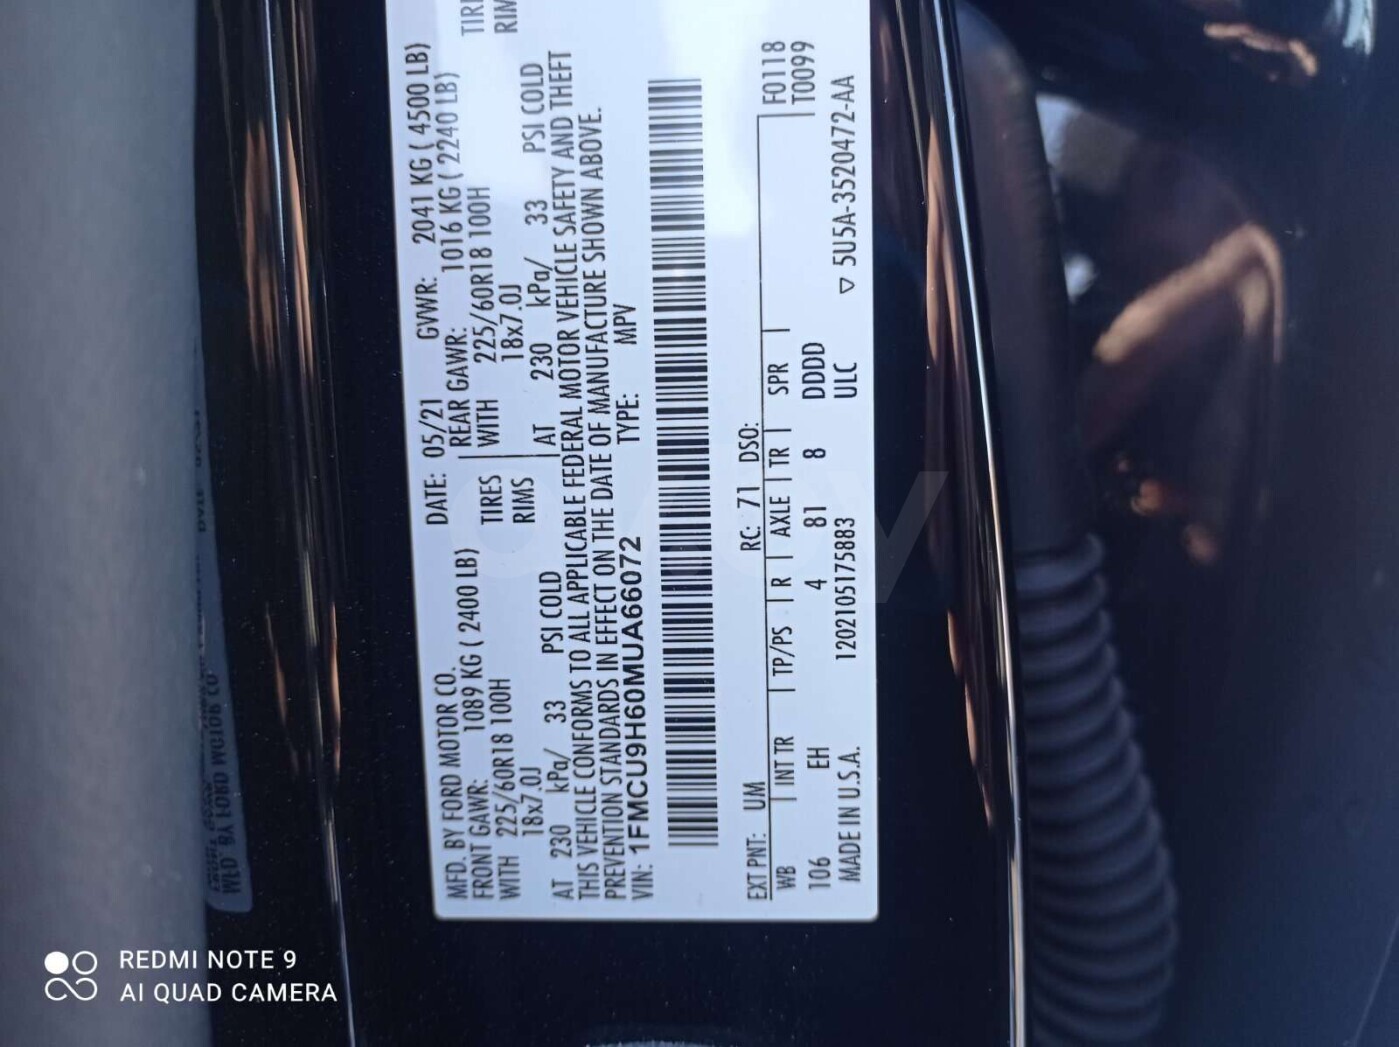 MFD. BY FORD MOTOR CO. DATE: 05/21 GVWR: 2041 KG ( 4500 LB)
FRONT GAWR: 1089 KG ( 2400 LB) REAR GAWR: 1016 KG ( 2240 LB)
WITH 225/60R18 100H TIRES WITH 225/60R18 100H
18x7.0J RIMS 18x7.0J
AT 230 kPa/ 33 PSI COLD AT 230 kPa/ 33 PSI COLD
THIS VEHICLE CONFORMS TO ALL APPLICABLE FEDERAL MOTOR VEHICLE SAFETY AND THEFT
PREVENTION STANDARDS IN EFFECT ON THE DATE OF MANUFACTURE SHOWN ABOVE.
VIN: 1FMCU9H60MUA66072 TYPE: MPV
EXT PNT: UM RC: 71 DSO: F0118
WB INT TR TP/PS R AXLE TR SPR T0099
106 EH 4 81 8 DDDD
MADE IN U.S.A. 1202105175883 ULC ▽ 5U5A-3520472-AA
REDMI NOTE 9
AI QUAD CAMERA